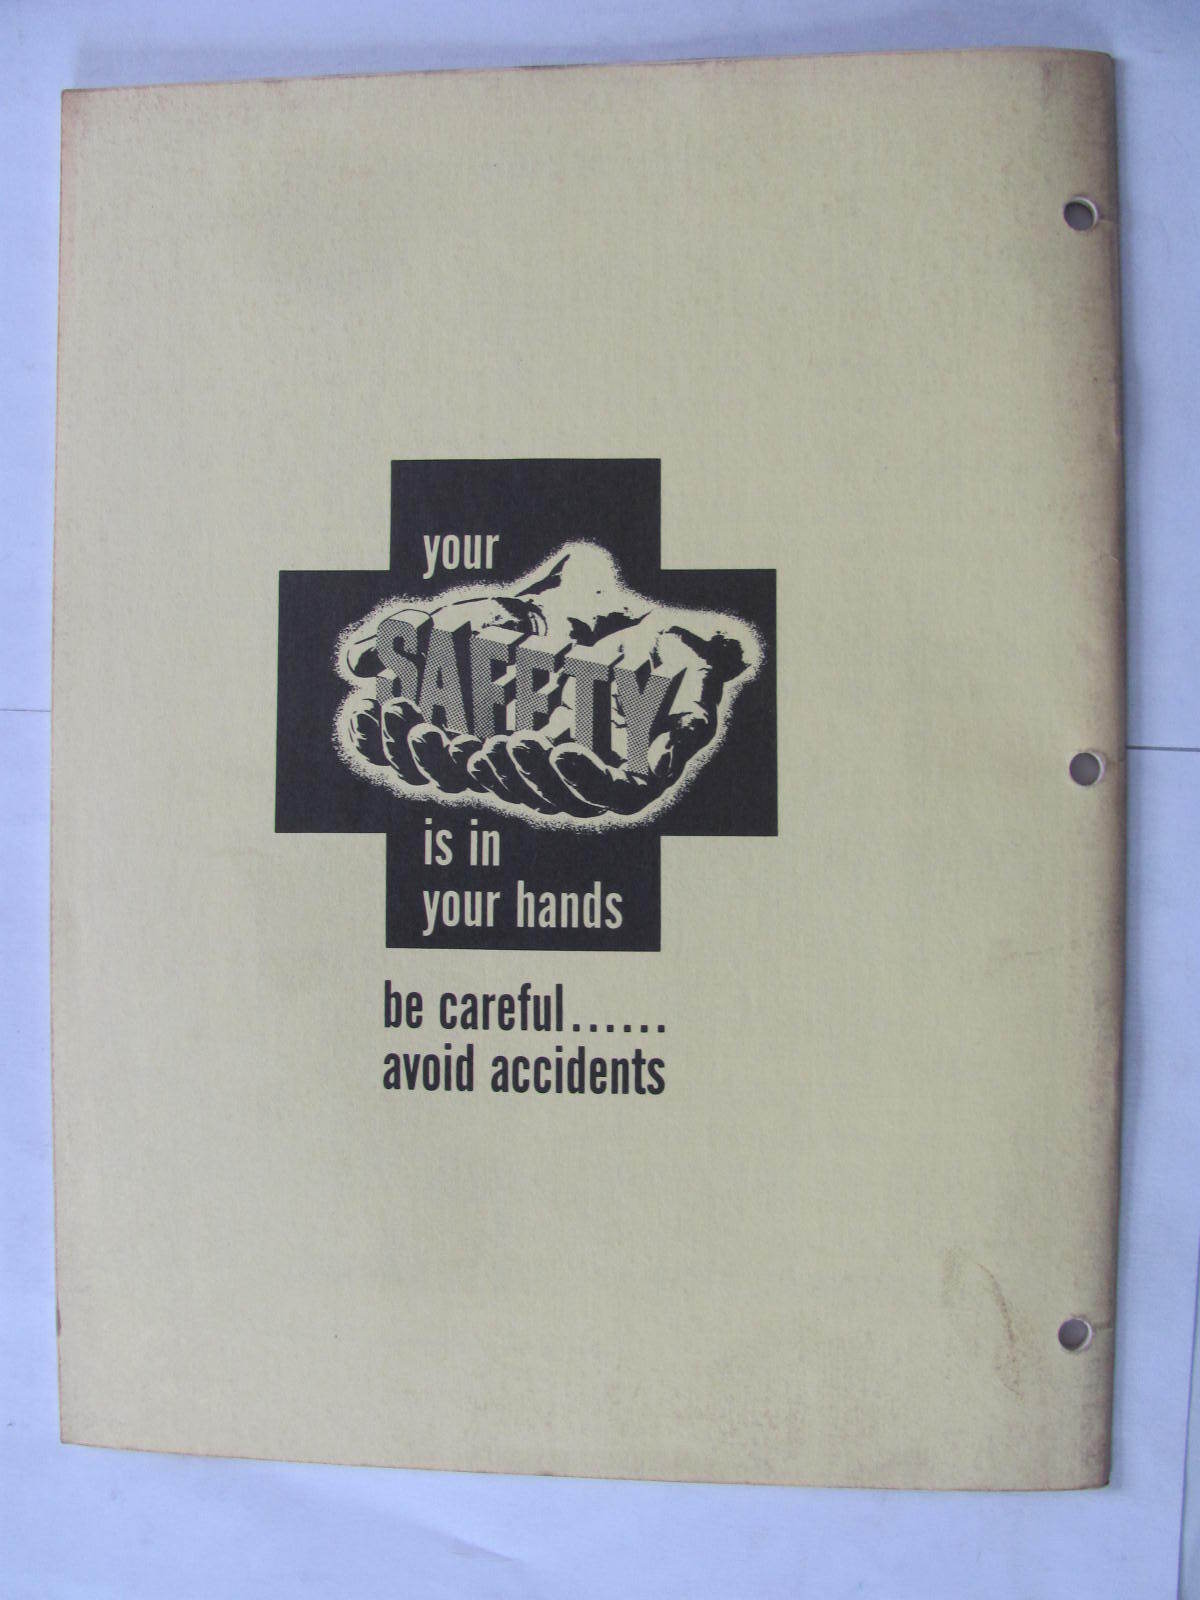 your
SAFETY
is in
your hands
be careful......
avoid accidents